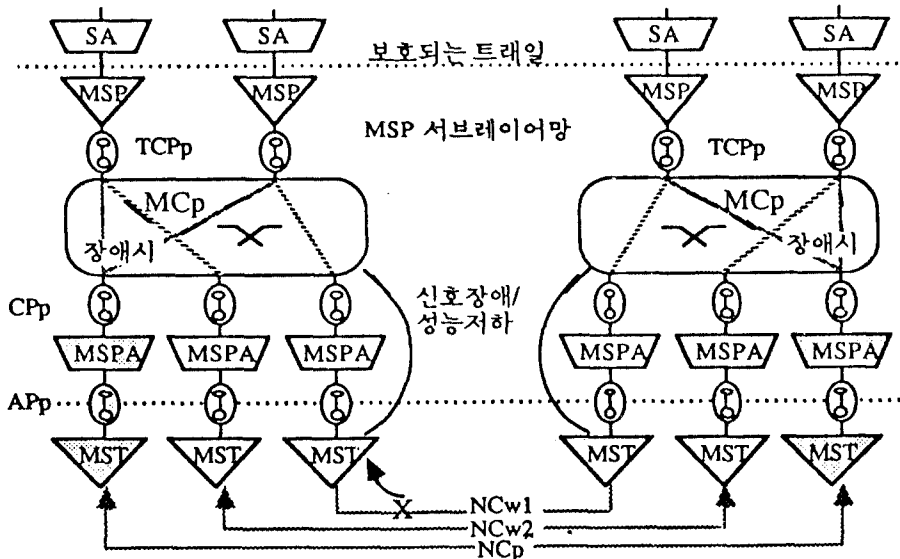 SA SA SA SA
보호되는 트래일
MSP MSP MSP MSP
MSP 서브레이어망
TCPp TCPp
MCp MCp
장애시 장애시
CPp
신호장애/
성능저하
MSPA MSPA MSPA MSPA MSPA MSPA
APp
MST MST MST MST MST MST
X
NCw1
NCw2
NCp